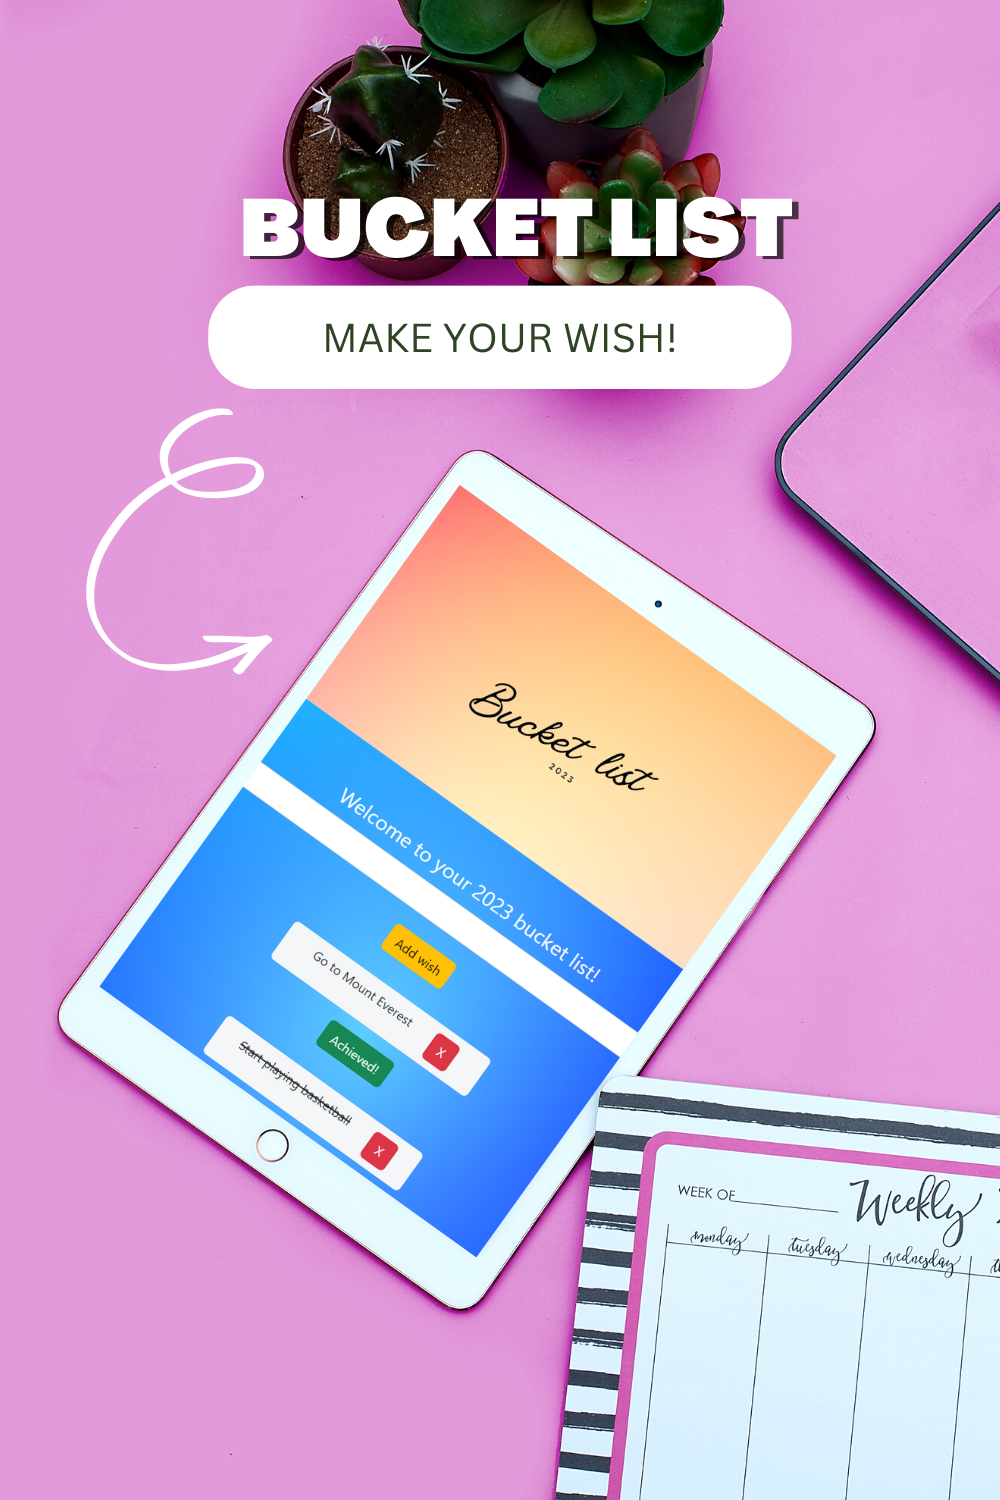 BUCKET LIST
MAKE YOUR WISH!
Bucket list
2023
Welcome to your 2023 bucket list!
Add wish
Go to Mount Everest
X
Achieved!
Start playing basketball
X
WEEK OF
Weekly
monday tuesday wednesday